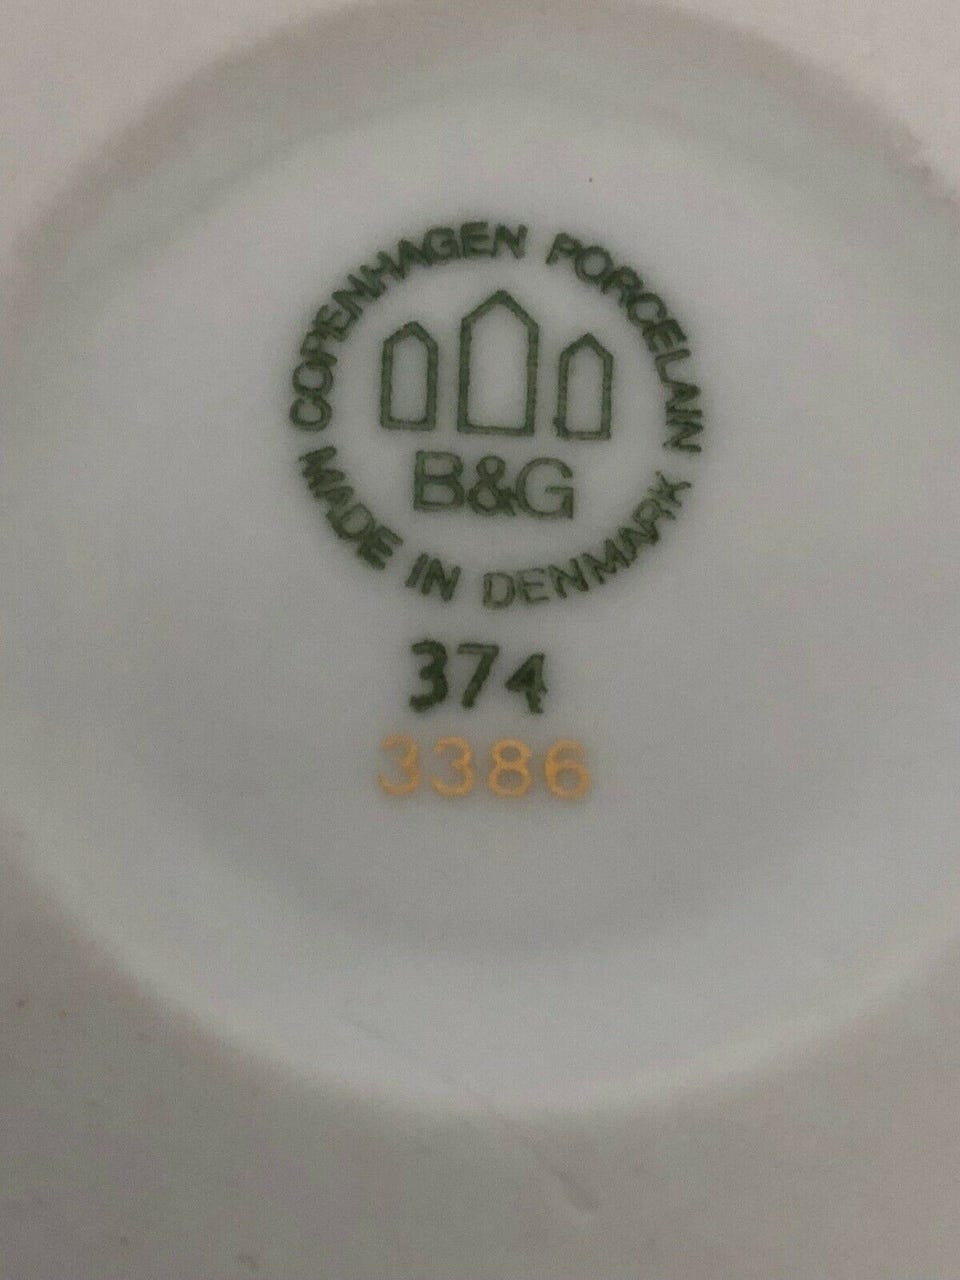 COPENHAGEN PORCELAIN
B&G
MADE IN DENMARK
374
3386